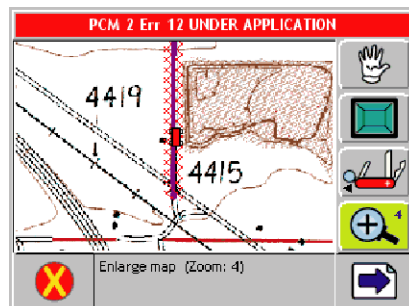 PCM 2 Err 12 UNDER APPLICATION
4419
4415
4
Enlarge map (Zoom: 4)